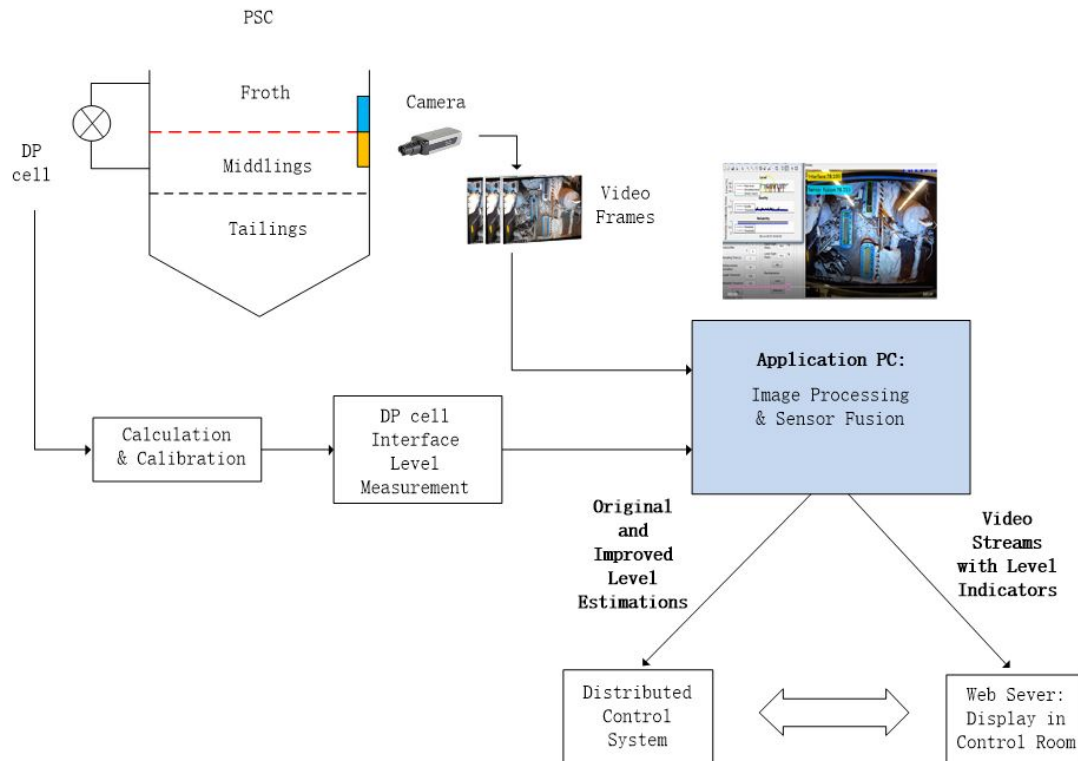 PSC
Froth
Camera
DP
cell
Middlings
Video
Frames
Tailings
Application PC:
Image Processing
& Sensor Fusion
Calculation
& Calibration
DP cell
Interface
Level
Measurement
Original
and
Improved
Level
Estimations
Video
Streams
with Level
Indicators
Distributed
Control
System
Web Sever:
Display in
Control Room